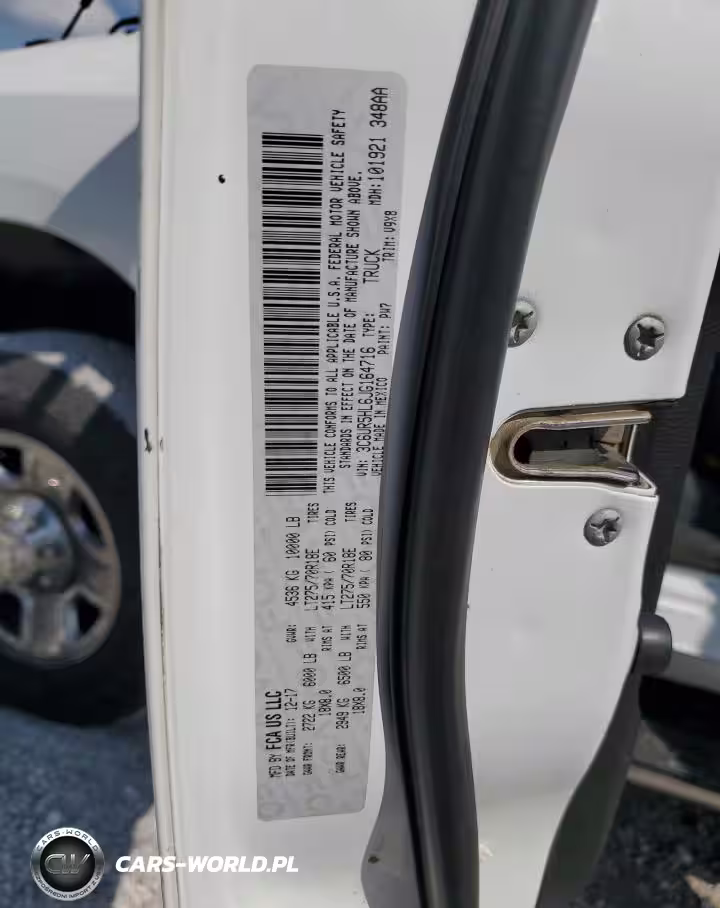 MFD BY FCA US LLC
DATE OF MFR(BUILT): 12-17 GVWR: 4536 KG 10000 LB
GAWR FRONT: 2722 KG 6000 LB WITH LT275/70R18E TIRES
18X8.0 RIMS AT 415 KPA ( 60 PSI) COLD
GAWR REAR: 2949 KG 6500 LB WITH LT275/70R18E TIRES
18X8.0 RIMS AT 550 KPA ( 80 PSI) COLD
THIS VEHICLE CONFORMS TO ALL APPLICABLE U.S.A. FEDERAL MOTOR VEHICLE SAFETY
STANDARDS IN EFFECT ON THE DATE OF MANUFACTURE SHOWN ABOVE.
VIN: 3C6UR5HL6JG164716 TYPE: TRUCK MDH:101921 348AA
VEHICLE MADE IN MEXICO PAINT: PW7 TRIM: V9X8
CARS-WORLD
CW
CARS-WORLD.PL